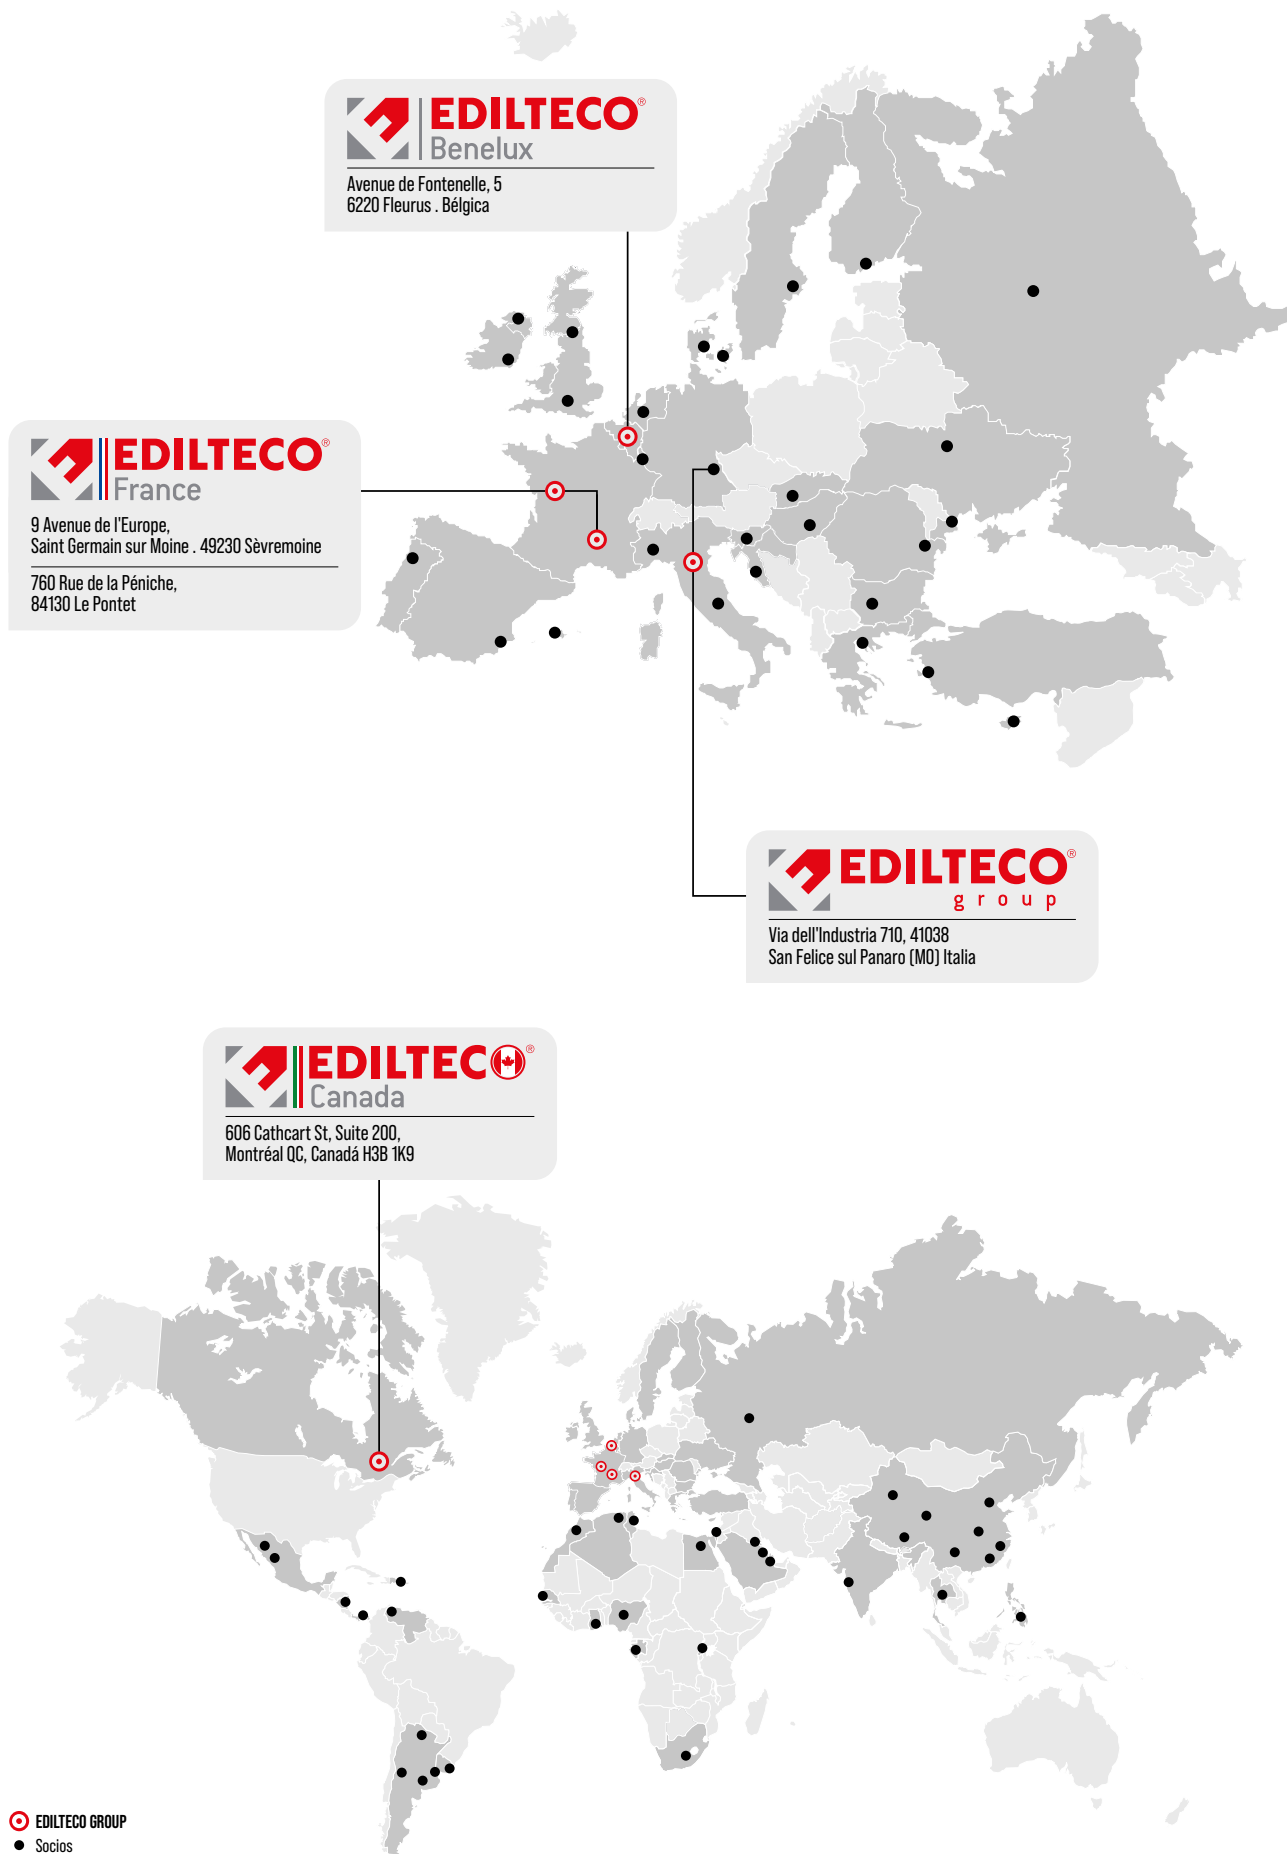 EDILTECO®
Benelux
Avenue de Fontenelle, 5
6220 Fleurus . Bélgica
EDILTECO®
France
9 Avenue de l'Europe,
Saint Germain sur Moine . 49230 Sèvremoine
760 Rue de la Péniche,
84130 Le Pontet
EDILTECO®
group
Via dell'Industria 710, 41038
San Felice sul Panaro (MO) Italia
EDILTECO®
Canada
606 Cathcart St, Suite 200,
Montréal QC, Canadá H3B 1K9
EDILTECO GROUP
Socios